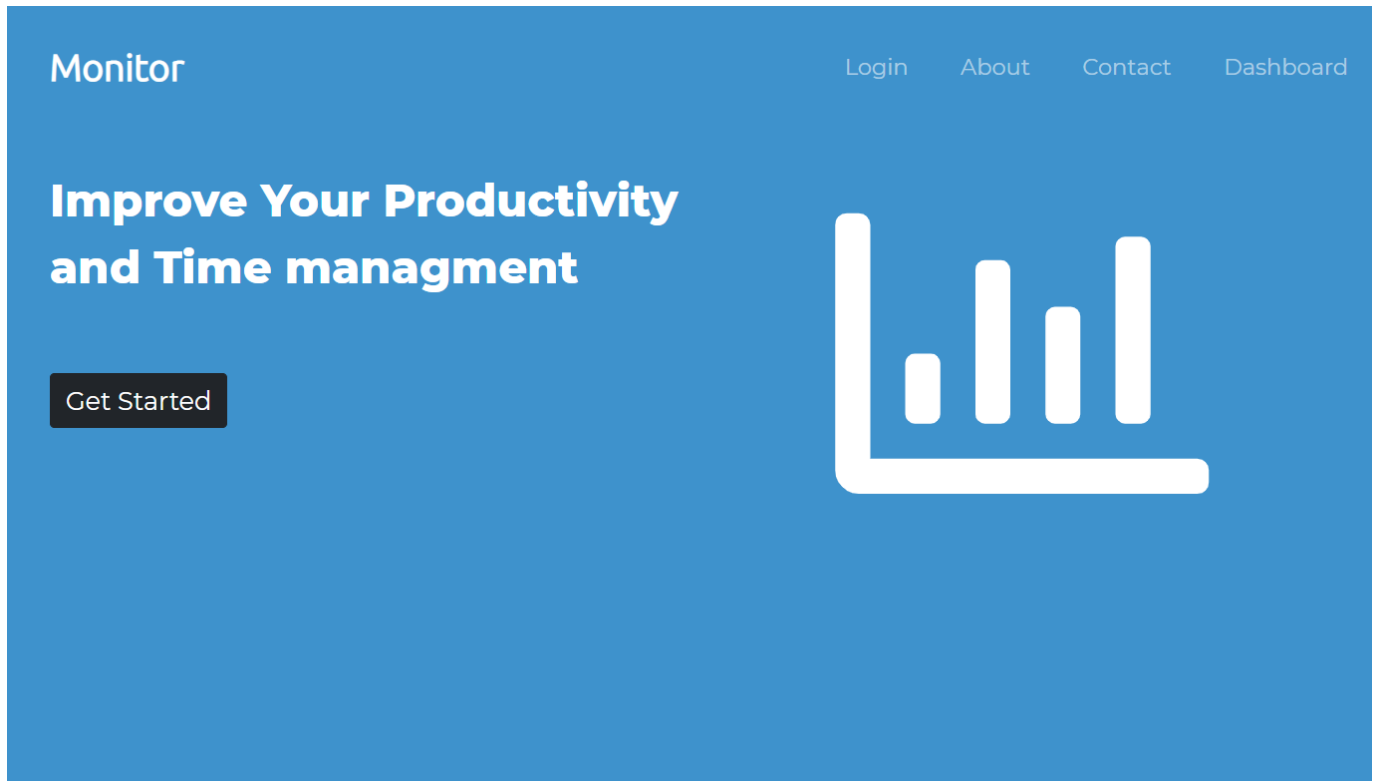 Monitor
Login About Contact Dashboard
Improve Your Productivity
and Time managment
Get Started